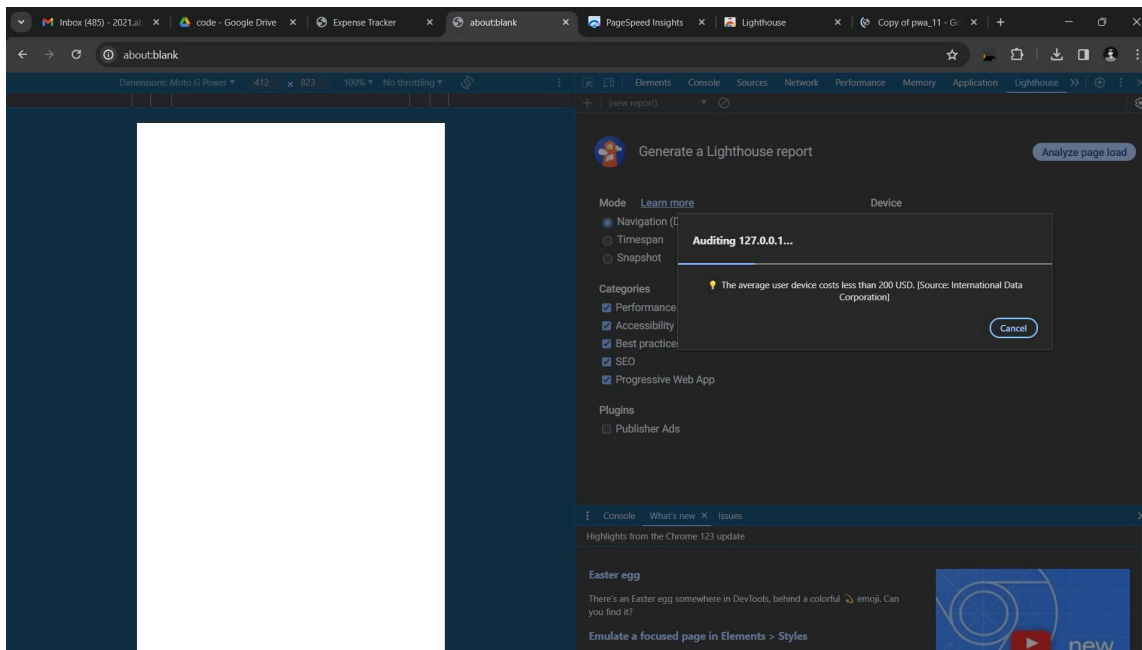 Inbox (485) - 2021.ab
code - Google Drive
Expense Tracker
about:blank
PageSpeed Insights
Lighthouse
Copy of pwa_11 - Go
about:blank
Dimensions: Moto G Power 412 x 823 100% No throttling
Elements Console Sources Network Performance Memory Application Lighthouse
(new report)
Generate a Lighthouse report
Analyze page load
Mode Learn more
Device
Navigation (D
Timespan
Snapshot
Auditing 127.0.0.1...
💡 The average user device costs less than 200 USD. [Source: International Data
Corporation]
Cancel
Categories
Performance
Accessibility
Best practice
SEO
Progressive Web App
Plugins
Publisher Ads
Console What's new Issues
Highlights from the Chrome 123 update
Easter egg
There's an Easter egg somewhere in DevTools, behind a colorful 💫 emoji. Can
you find it?
Emulate a focused page in Elements > Styles
new